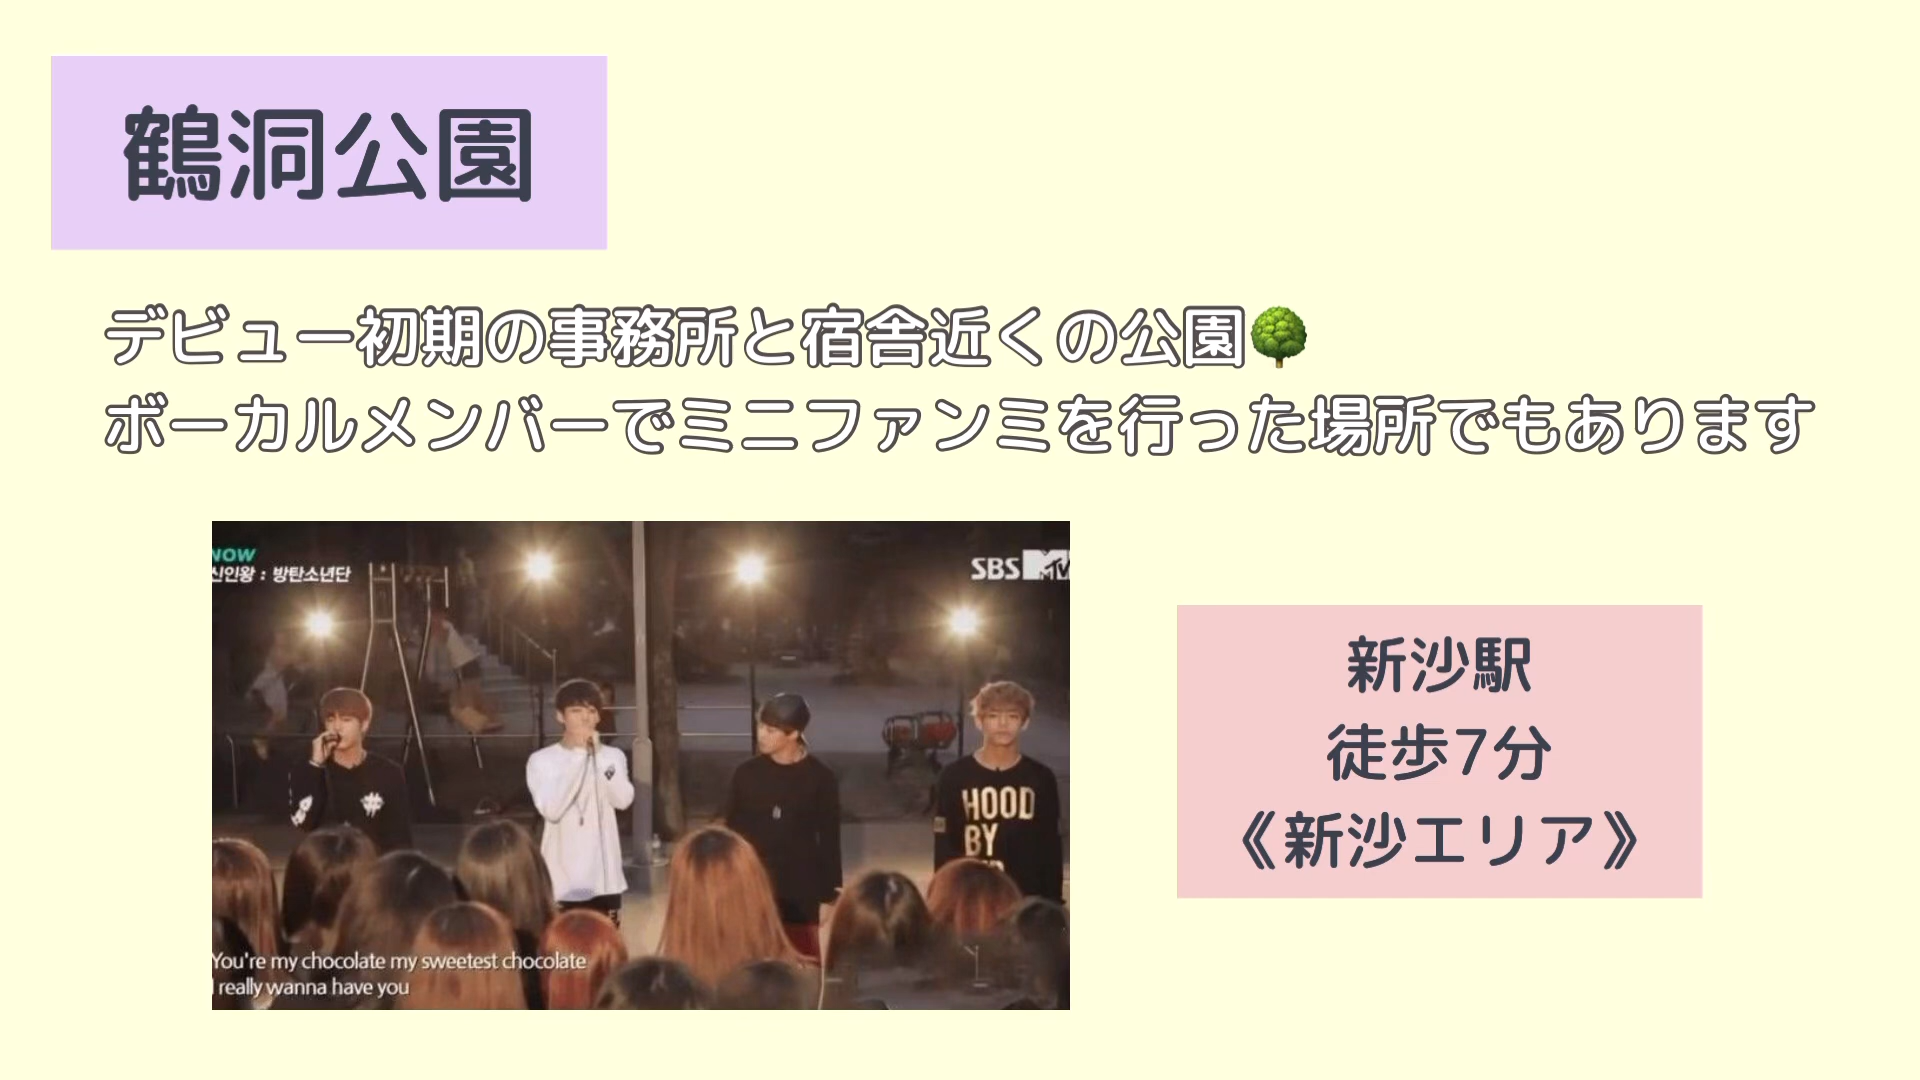 鶴洞公園
デビュー初期の事務所と宿舎近くの公園🌳
ボーカルメンバーでミニファンミを行った場所でもあります
NOW
신인왕 : 방탄소년단
SBS MTV
HOOD
BY
You're my chocolate my sweetest chocolate
I really wanna have you
新沙駅
徒歩7分
《新沙エリア》